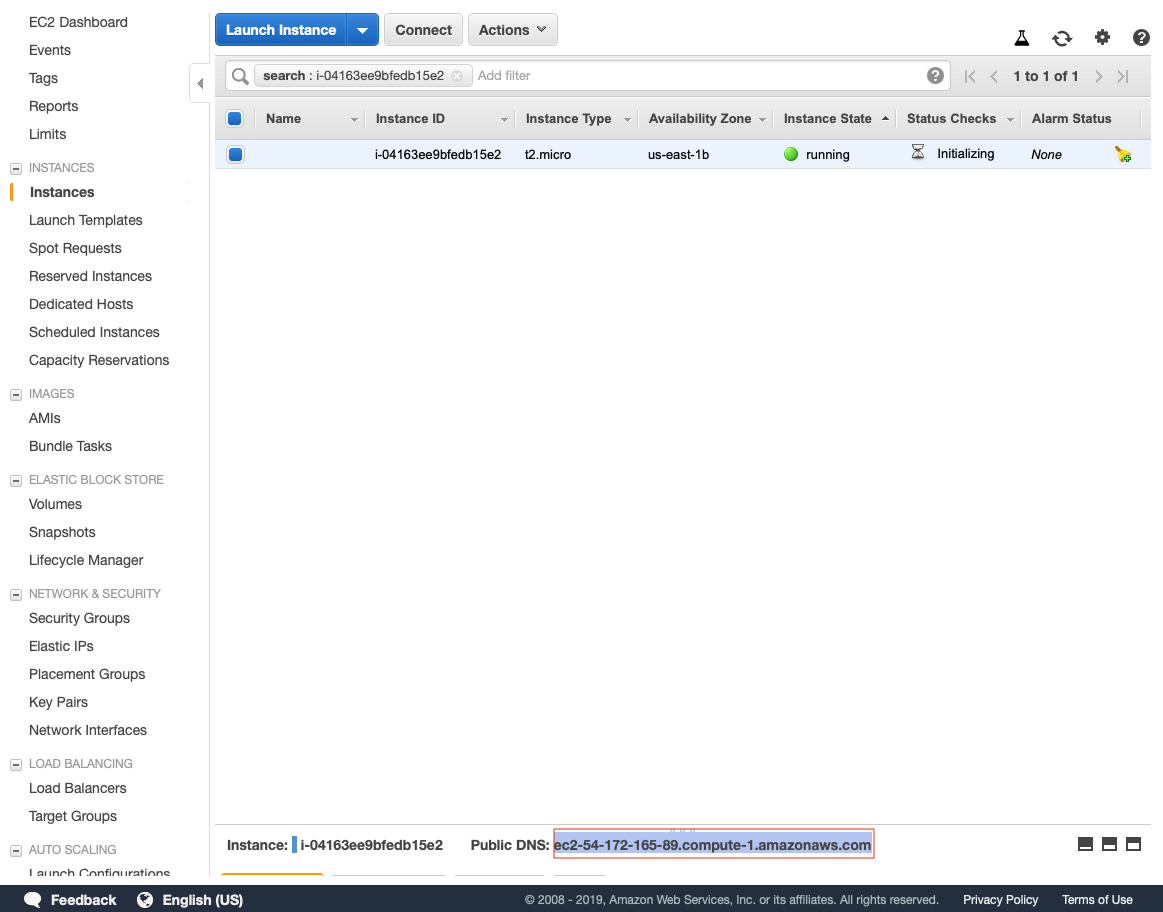 EC2 Dashboard
Events
Tags
Reports
Limits
INSTANCES
Instances
Launch Templates
Spot Requests
Reserved Instances
Dedicated Hosts
Scheduled Instances
Capacity Reservations
IMAGES
AMIs
Bundle Tasks
ELASTIC BLOCK STORE
Volumes
Snapshots
Lifecycle Manager
NETWORK & SECURITY
Security Groups
Elastic IPs
Placement Groups
Key Pairs
Network Interfaces
LOAD BALANCING
Load Balancers
Target Groups
AUTO SCALING
Launch Configurations
Launch Instance Connect Actions
search : i-04163ee9bfedb15e2 Add filter 1 to 1 of 1
Name Instance ID Instance Type Availability Zone Instance State Status Checks Alarm Status
i-04163ee9bfedb15e2 t2.micro us-east-1b running Initializing None
Instance: i-04163ee9bfedb15e2 Public DNS: ec2-54-172-165-89.compute-1.amazonaws.com
Feedback English (US) © 2008 - 2019, Amazon Web Services, Inc. or its affiliates. All rights reserved. Privacy Policy Terms of Use